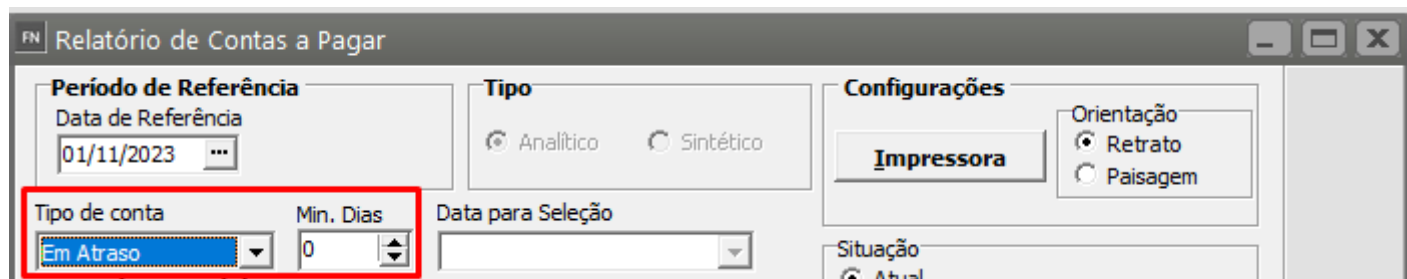 FN Relatório de Contas a Pagar
Período de Referência
Data de Referência
01/11/2023 ...
Tipo
Analítico Sintético
Configurações
Impressora
Orientação
Retrato
Paisagem
Tipo de conta
Em Atraso
Min. Dias
0
Data para Seleção
Situação
Atual